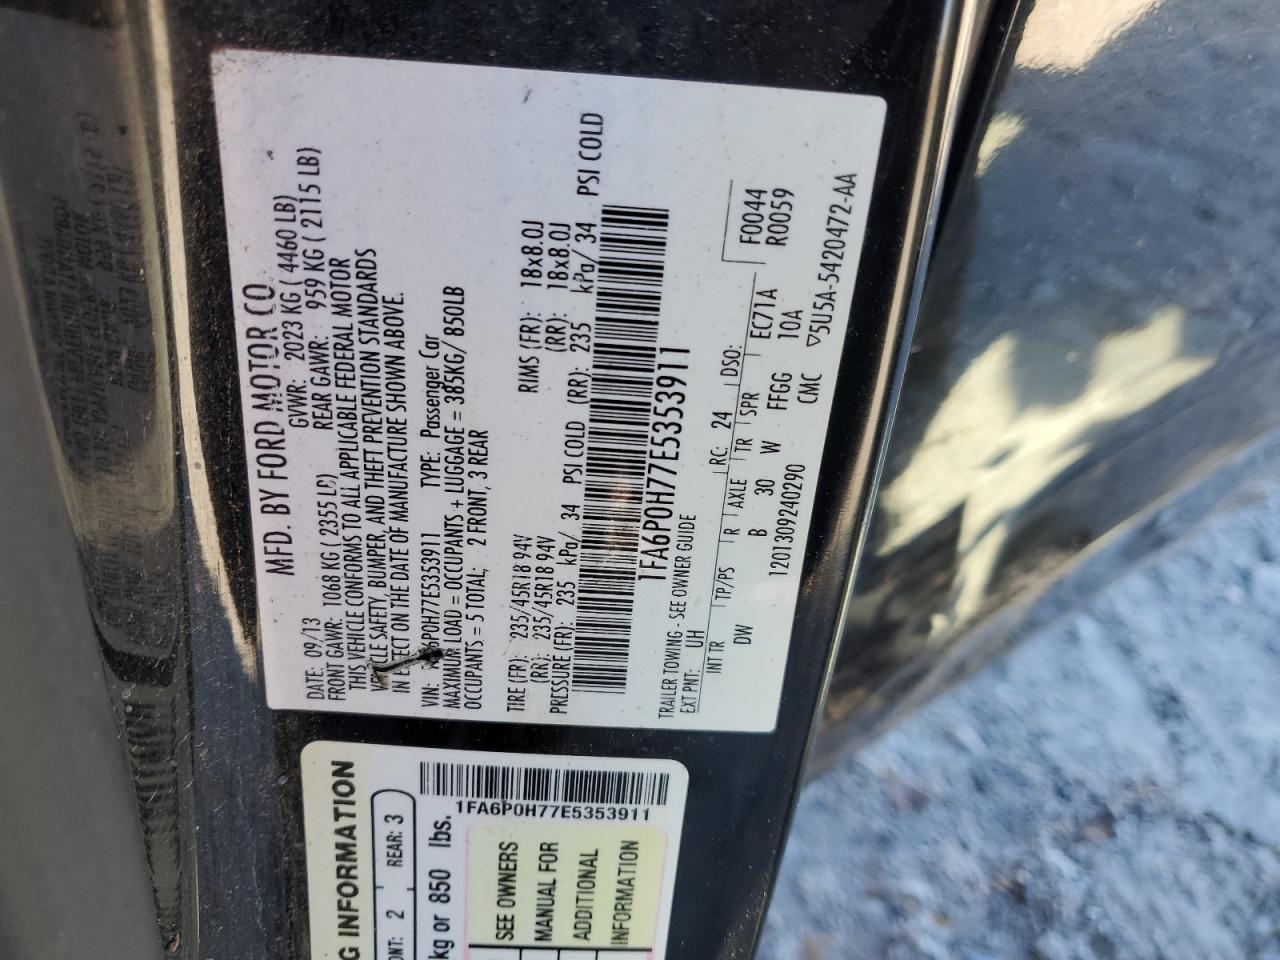 MFD. BY FORD MOTOR CO.
DATE: 09/13 GVWR: 2023 KG ( 4460 LB)
FRONT GAWR: 1068 KG ( 2355 LB) REAR GAWR: 959 KG ( 2115 LB)
THIS VEHICLE CONFORMS TO ALL APPLICABLE FEDERAL MOTOR
VEHICLE SAFETY, BUMPER, AND THEFT PREVENTION STANDARDS
IN EFFECT ON THE DATE OF MANUFACTURE SHOWN ABOVE.
VIN: 1FA6P0H77E5353911 TYPE: Passenger Car
MAXIMUM LOAD = OCCUPANTS + LUGGAGE = 385KG/ 850LB
OCCUPANTS = 5 TOTAL; 2 FRONT, 3 REAR
TIRE (FR): 235/45R18 94V RIMS (FR): 18x8.0J
(RR): 235/45R18 94V (RR): 18x8.0J
PRESSURE (FR): 235 kPa/ 34 PSI COLD (RR): 235 kPa/ 34 PSI COLD
1FA6P0H77E5353911
TRAILER TOWING - SEE OWNER GUIDE
EXT PNT: UH RC: 24 DSO: F0044
R0059
INT TR TP/PS R AXLE TR SPR EC71A
DW B 30 W FFGG 10A
1201309240290 CMC ▽5U5A-5420472-AA
G INFORMATION
ONT: 2 REAR: 3
kg or 850 lbs.
1FA6P0H77E5353911
SEE OWNERS
MANUAL FOR
ADDITIONAL
INFORMATION